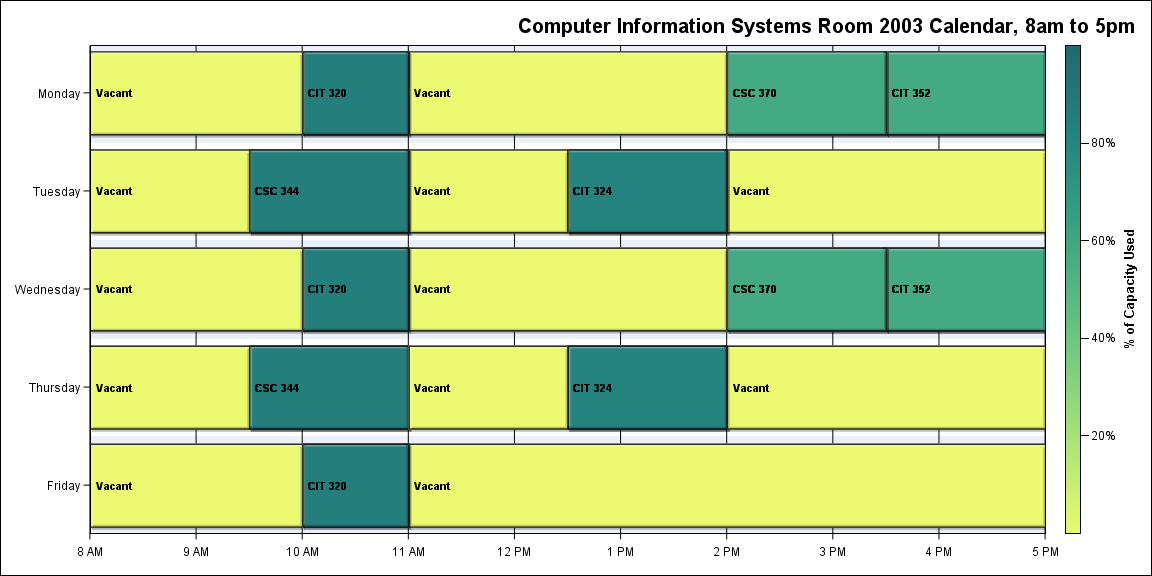 Computer Information Systems Room 2003 Calendar, 8am to 5pm
Monday
Vacant
CIT 320
Vacant
CSC 370
CIT 352
Tuesday
Vacant
CSC 344
Vacant
CIT 324
Vacant
Wednesday
Vacant
CIT 320
Vacant
CSC 370
CIT 352
Thursday
Vacant
CSC 344
Vacant
CIT 324
Vacant
Friday
Vacant
CIT 320
Vacant
8 AM
9 AM
10 AM
11 AM
12 PM
1 PM
2 PM
3 PM
4 PM
5 PM
80%
60%
40%
20%
% of Capacity Used